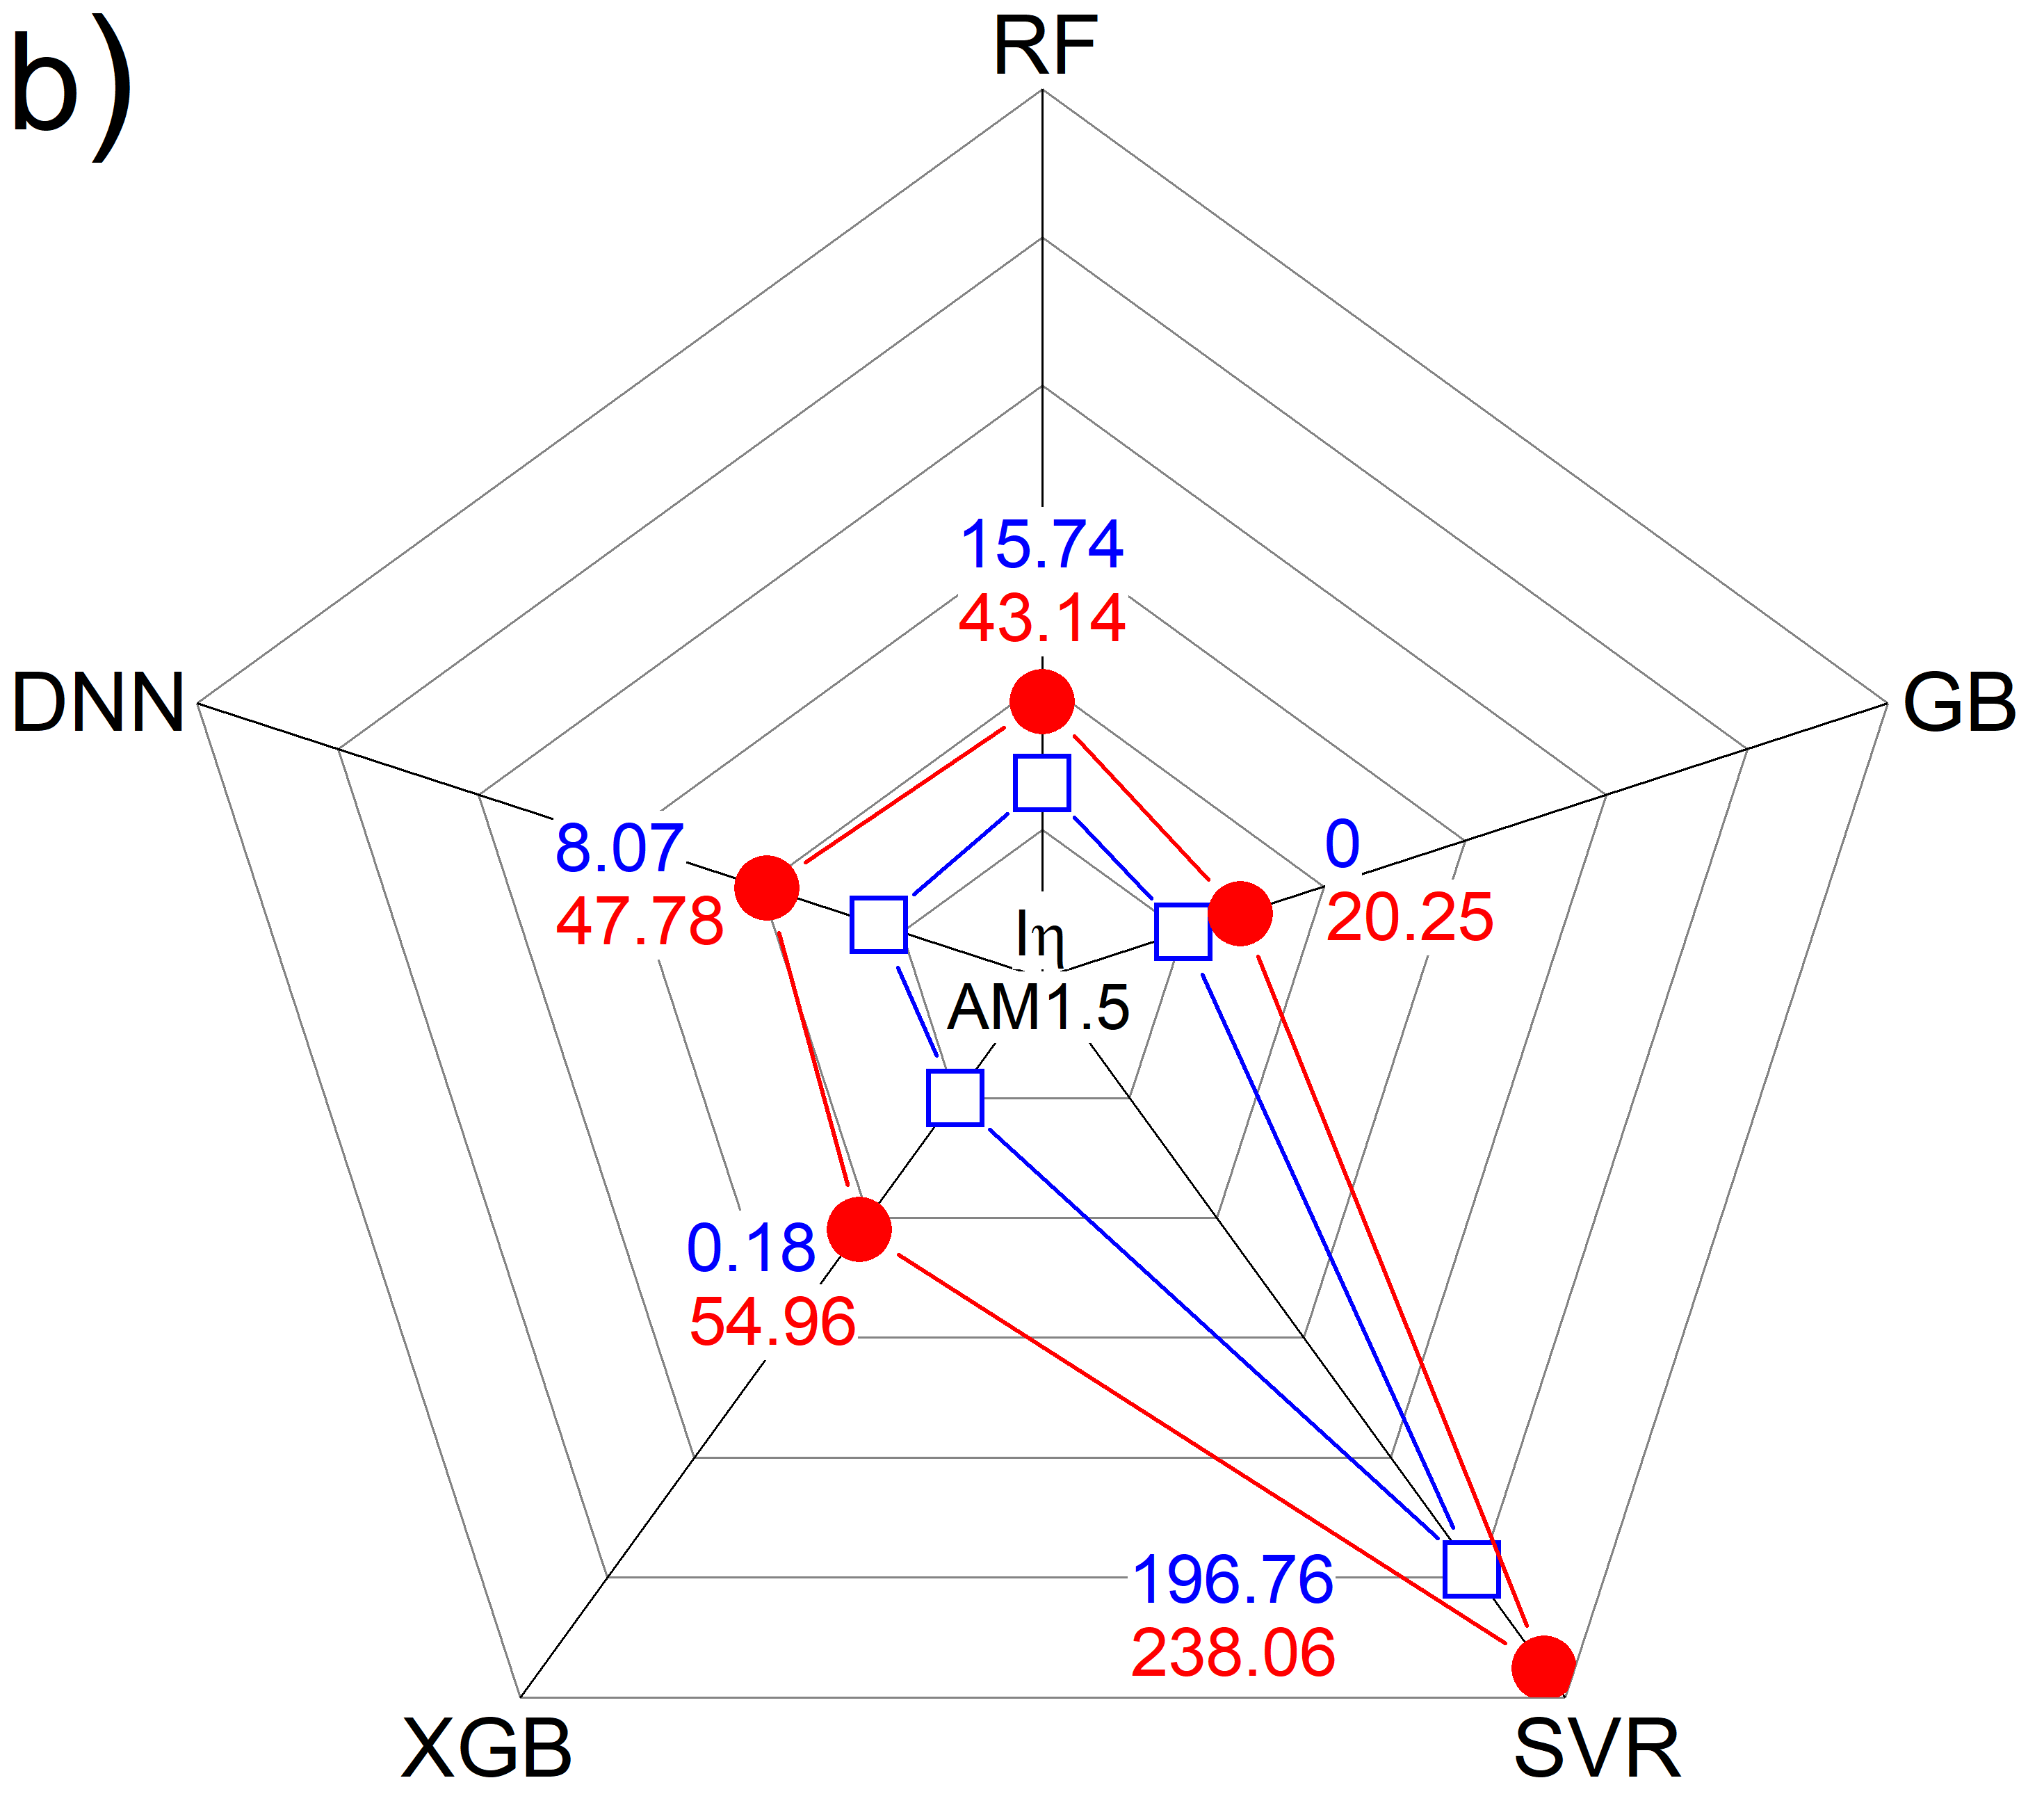 b)
RF
15.74
43.14
DNN
GB
8.07
47.78
0
20.25
Iη
AM1.5
0.18
54.96
196.76
238.06
XGB
SVR